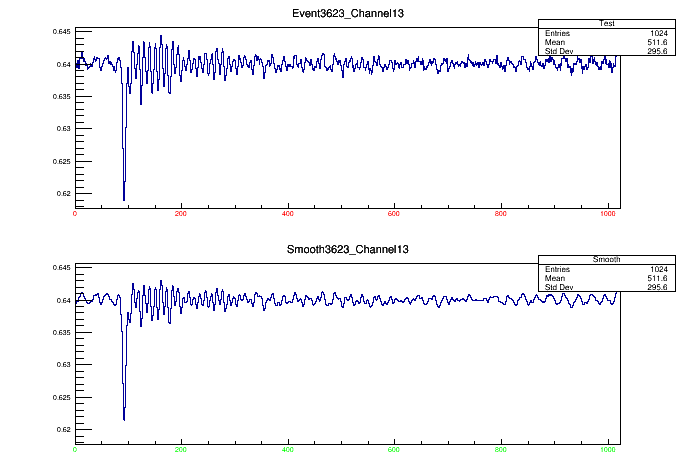 Event3623_Channel13
Test
Entries 1024
Mean 511.6
Std Dev 295.6
0.645
0.64
0.635
0.63
0.625
0.62
0 200 400 600 800 1000
Smooth3623_Channel13
Smooth
Entries 1024
Mean 511.6
Std Dev 295.6
0.645
0.64
0.635
0.63
0.625
0.62
0 200 400 600 800 1000